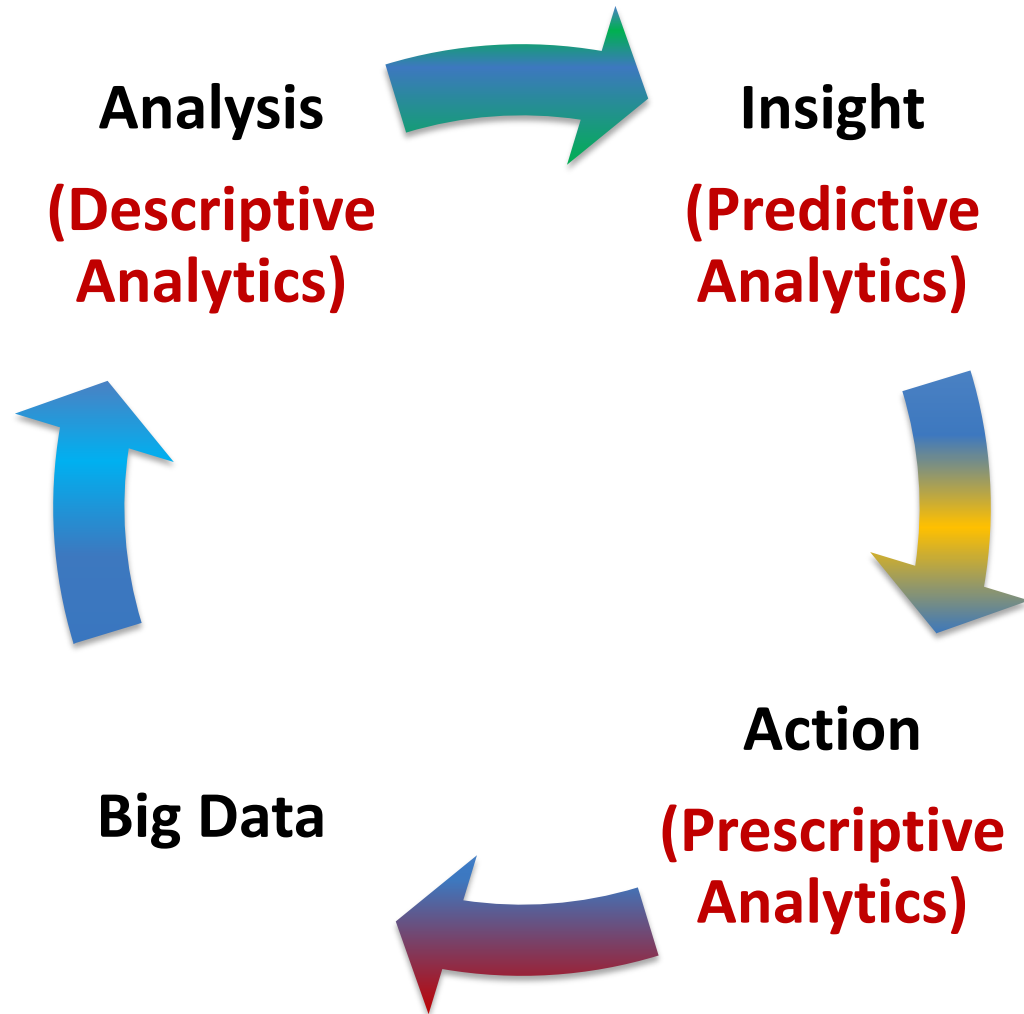 Analysis
(Descriptive
Analytics)
Insight
(Predictive
Analytics)
Action
(Prescriptive
Analytics)
Big Data